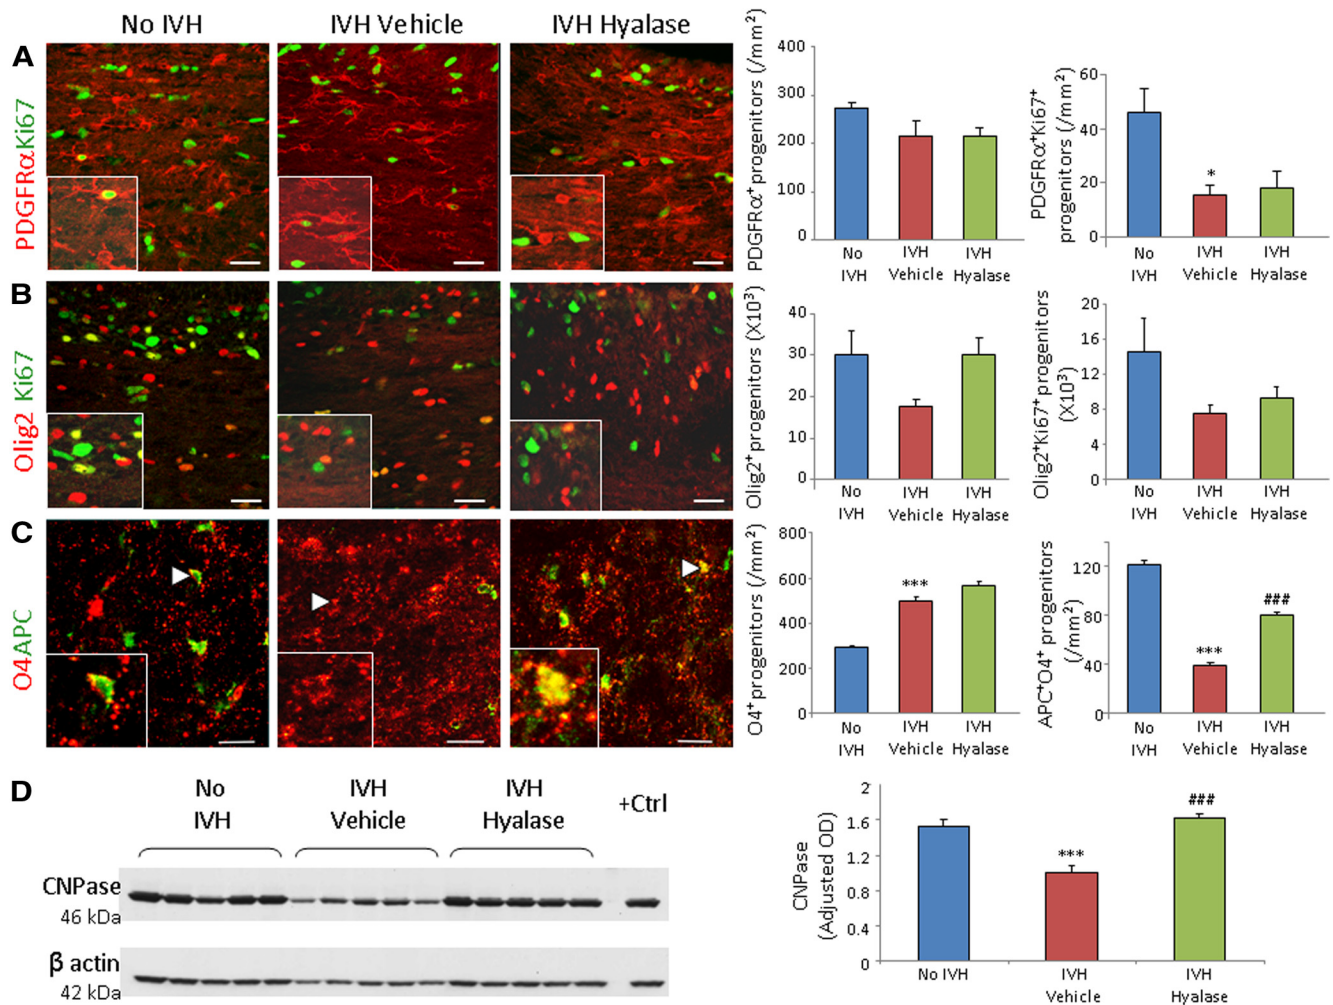 No IVH
IVH Vehicle
IVH Hyalase
A
PDGFRαKi67
PDGFRα⁺progenitors (/mm²)
400
300
200
100
0
No
IVH
IVH
Vehicle
IVH
Hyalase
PDGFRα⁺Ki67⁺
progenitors (/mm²)
60
40
20
0
*
No
IVH
IVH
Vehicle
IVH
Hyalase
B
Olig2 Ki67
Olig2⁺progenitors (X10³)
40
30
20
10
0
No
IVH
IVH
Vehicle
IVH
Hyalase
Olig2⁺Ki67⁺progenitors
(X10³)
20
16
12
8
4
0
No
IVH
IVH
Vehicle
IVH
Hyalase
C
O4APC
O4⁺progenitors (/mm²)
800
600
400
200
0
***
No
IVH
IVH
Vehicle
IVH
Hyalase
APC⁺O4⁺ progenitors
(/mm²)
120
80
40
0
***
###
No
IVH
IVH
Vehicle
IVH
Hyalase
D
No
IVH
IVH
Vehicle
IVH
Hyalase
+Ctrl
CNPase
46 kDa
β actin
42 kDa
CNPase
(Adjusted OD)
2
1.6
1.2
0.8
0.4
0
***
###
No IVH
IVH
Vehicle
IVH
Hyalase